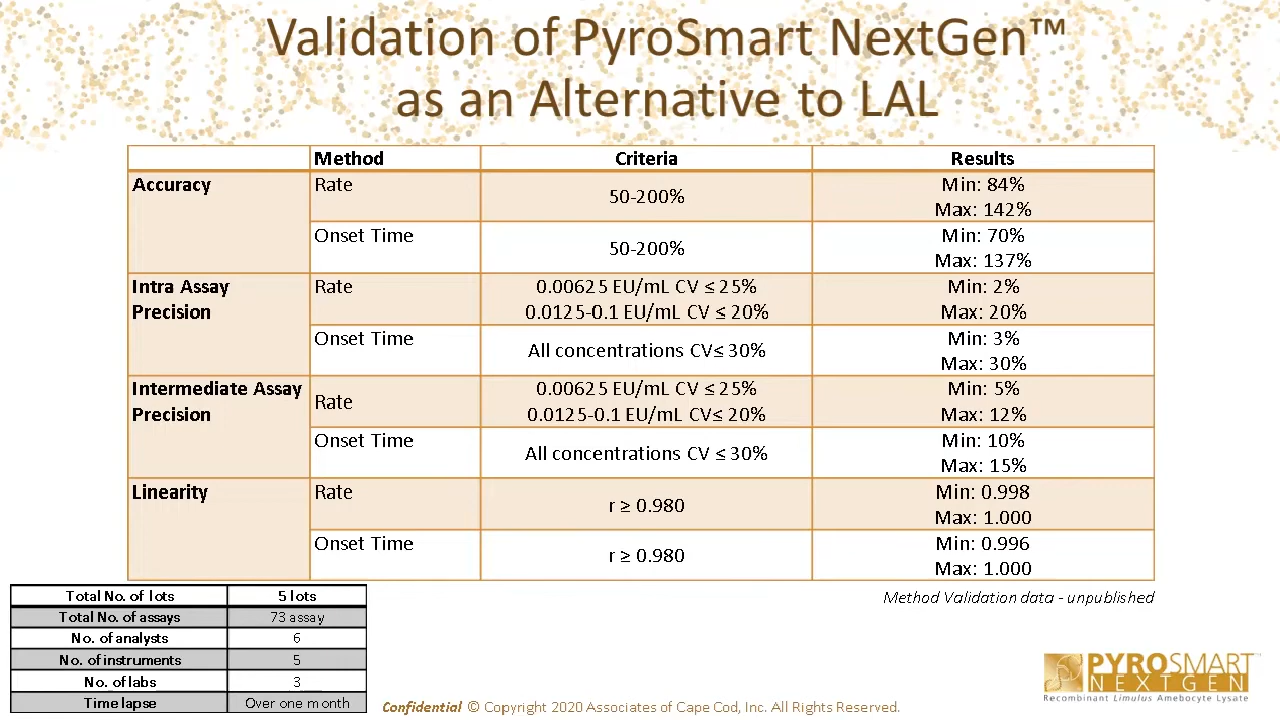 Validation of PyroSmart NextGen™
as an Alternative to LAL
Method Criteria Results
Accuracy Rate 50-200% Min: 84%
Max: 142%
Onset Time 50-200% Min: 70%
Max: 137%
Intra Assay Rate 0.00625 EU/mL CV ≤ 25% Min: 2%
Precision 0.0125-0.1 EU/mL CV ≤ 20% Max: 20%
Onset Time All concentrations CV≤ 30% Min: 3%
Max: 30%
Intermediate Assay Rate 0.00625 EU/mL CV ≤ 25% Min: 5%
Precision 0.0125-0.1 EU/mL CV≤ 20% Max: 12%
Onset Time All concentrations CV ≤ 30% Min: 10%
Max: 15%
Linearity Rate r ≥ 0.980 Min: 0.998
Max: 1.000
Onset Time r ≥ 0.980 Min: 0.996
Max: 1.000
Method Validation data - unpublished
Total No. of lots 5 lots
Total No. of assays 73 assay
No. of analysts 6
No. of instruments 5
No. of labs 3
Time lapse Over one month
Confidential © Copyright 2020 Associates of Cape Cod, Inc. All Rights Reserved.
PYROSMART
NEXTGEN
Recombinant Limulus Amebocyte Lysate